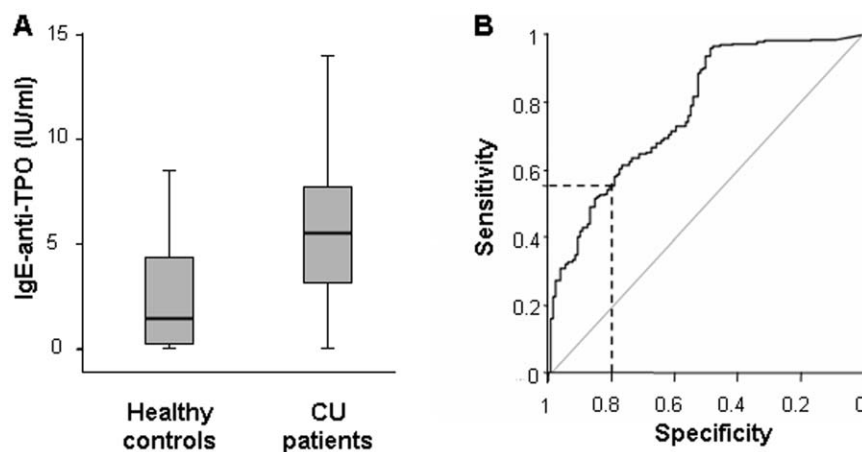 A
IgE-anti-TPO (IU/ml)
15
10
5
0
Healthy
controls
CU
patients
B
Sensitivity
1
0.8
0.6
0.4
0.2
0
1
0.8
0.6
0.4
0.2
0
Specificity